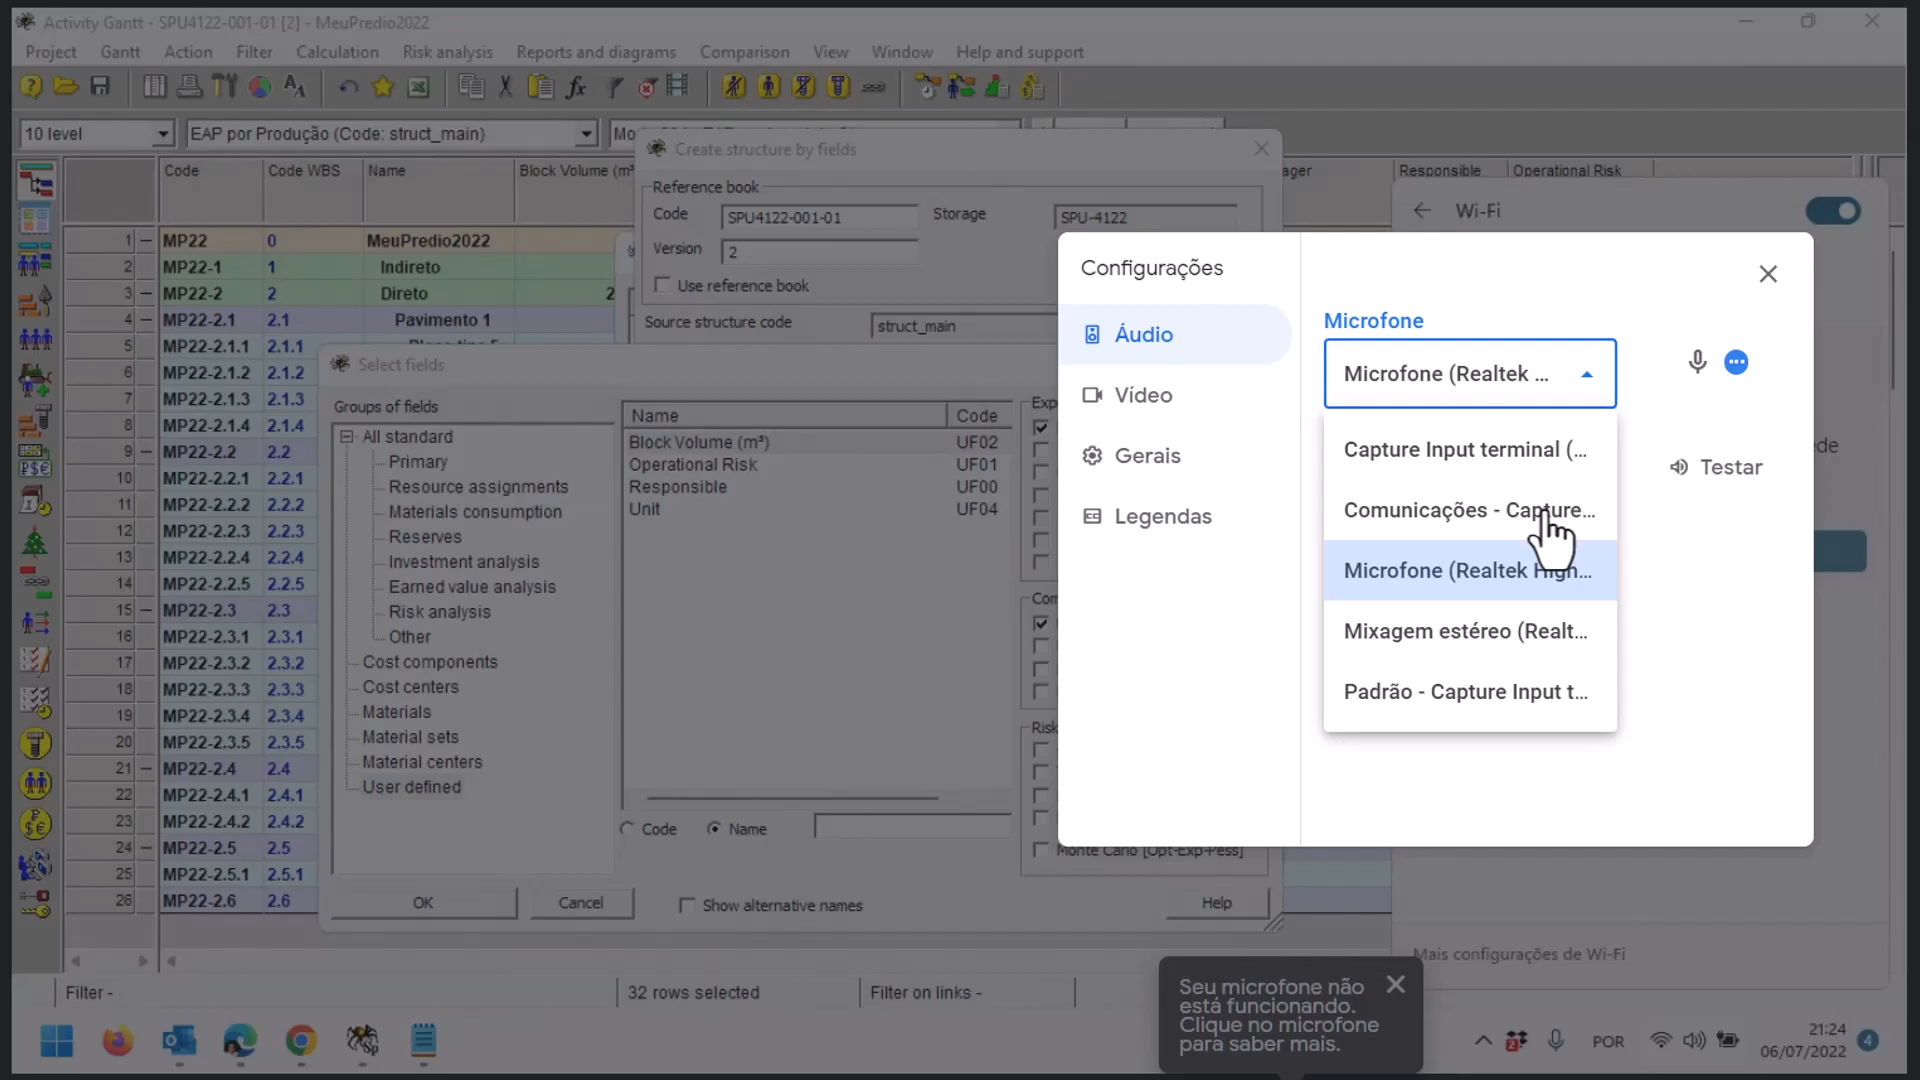 Activity Gantt - SPU4122-001-01 [2] - MeuPredio2022
Project Gantt Action Filter Calculation Risk analysis Reports and diagrams Comparison View Window Help and support
10 level
EAP por Produção (Code: struct_main)
Code
Code WBS
Name
Block Volume (m³
Responsible
Operational Risk
1 MP22 0 MeuPredio2022
2 MP22-1 1 Indireto
3 MP22-2 2 Direto 2
4 MP22-2.1 2.1 Pavimento 1
5 MP22-2.1.1 2.1.1
6 MP22-2.1.2 2.1.2
7 MP22-2.1.3 2.1.3
8 MP22-2.1.4 2.1.4
9 MP22-2.2 2.2
10 MP22-2.2.1 2.2.1
11 MP22-2.2.2 2.2.2
12 MP22-2.2.3 2.2.3
13 MP22-2.2.4 2.2.4
14 MP22-2.2.5 2.2.5
15 MP22-2.3 2.3
16 MP22-2.3.1 2.3.1
17 MP22-2.3.2 2.3.2
18 MP22-2.3.3 2.3.3
19 MP22-2.3.4 2.3.4
20 MP22-2.3.5 2.3.5
21 MP22-2.4 2.4
22 MP22-2.4.1 2.4.1
23 MP22-2.4.2 2.4.2
24 MP22-2.5 2.5
25 MP22-2.5.1 2.5.1
26 MP22-2.6 2.6
Create structure by fields
Reference book
Code SPU4122-001-01 Storage SPU-4122
Version 2
Use reference book
Source structure code struct_main
Select fields
Groups of fields
All standard
Primary
Resource assignments
Materials consumption
Reserves
Investment analysis
Earned value analysis
Risk analysis
Other
Cost components
Cost centers
Materials
Material sets
Material centers
User defined
Name Code
Block Volume (m³) UF02
Operational Risk UF01
Responsible UF00
Unit UF04
Code Name
Monte Carlo [Opt-Exp-Pess]
OK
Cancel
Show alternative names
Help
Wi-Fi
Configurações
Áudio
Vídeo
Gerais
Legendas
Microfone
Microfone (Realtek ...
Capture Input terminal (...
Comunicações - Capture...
Microfone (Realtek High...
Mixagem estéreo (Realt...
Padrão - Capture Input t...
Testar
Mais configurações de Wi-Fi
Filter -
32 rows selected
Filter on links -
Seu microfone não
está funcionando.
Clique no microfone
para saber mais.
POR
21:24
06/07/2022
4